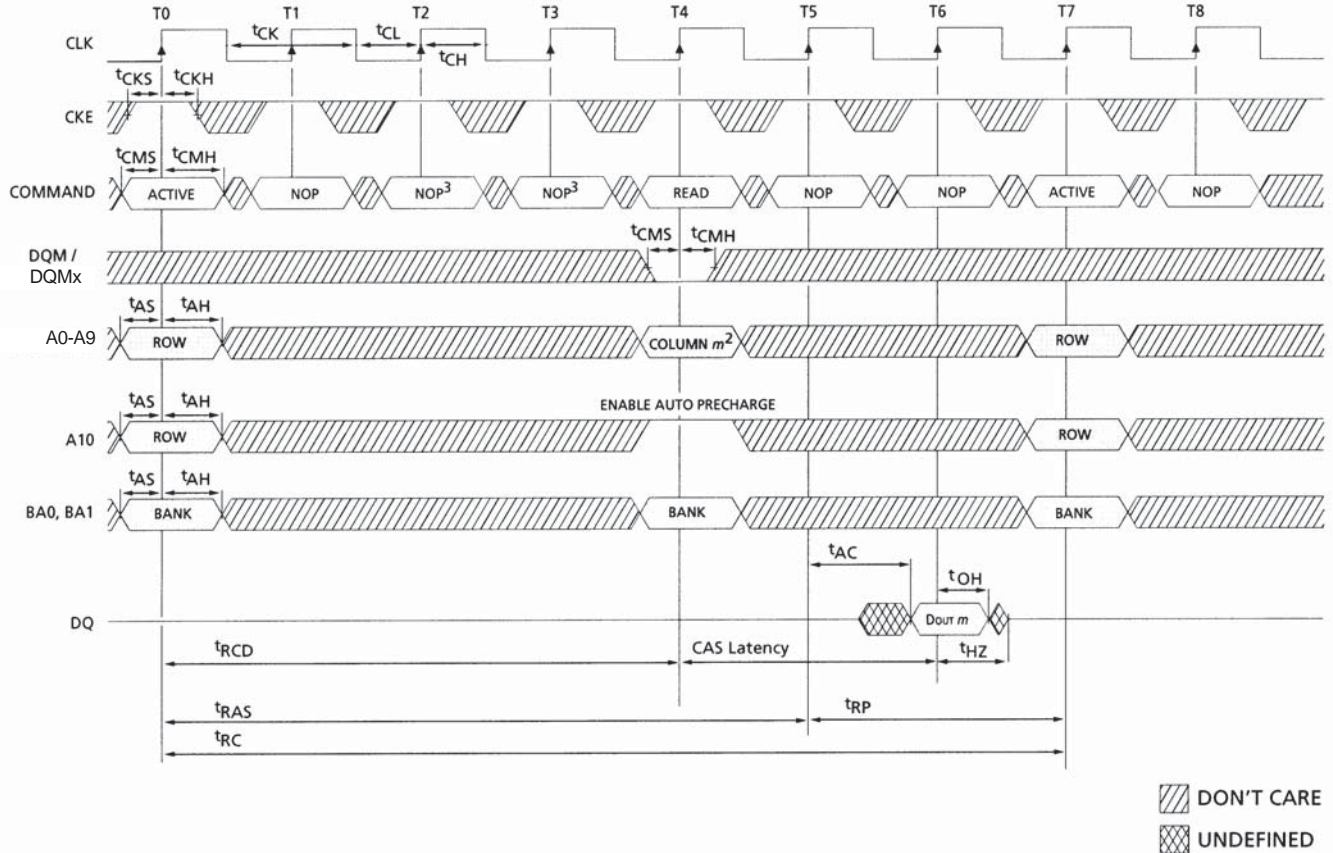 T0 T1 T2 T3 T4 T5 T6 T7 T8
CLK tCK tCL tCH
tCKS tCKH
CKE
tCMS tCMH
COMMAND ACTIVE NOP NOP3 NOP3 READ NOP NOP ACTIVE NOP
tCMS tCMH
DQM /
DQMx
tAS tAH
A0-A9 ROW COLUMN m2 ROW
ENABLE AUTO PRECHARGE
tAS tAH
A10 ROW ROW
tAS tAH
BA0, BA1 BANK BANK BANK
tAC
tOH
DQ DOUT m
tRCD CAS Latency tHZ
tRAS tRP
tRC
DON'T CARE
UNDEFINED